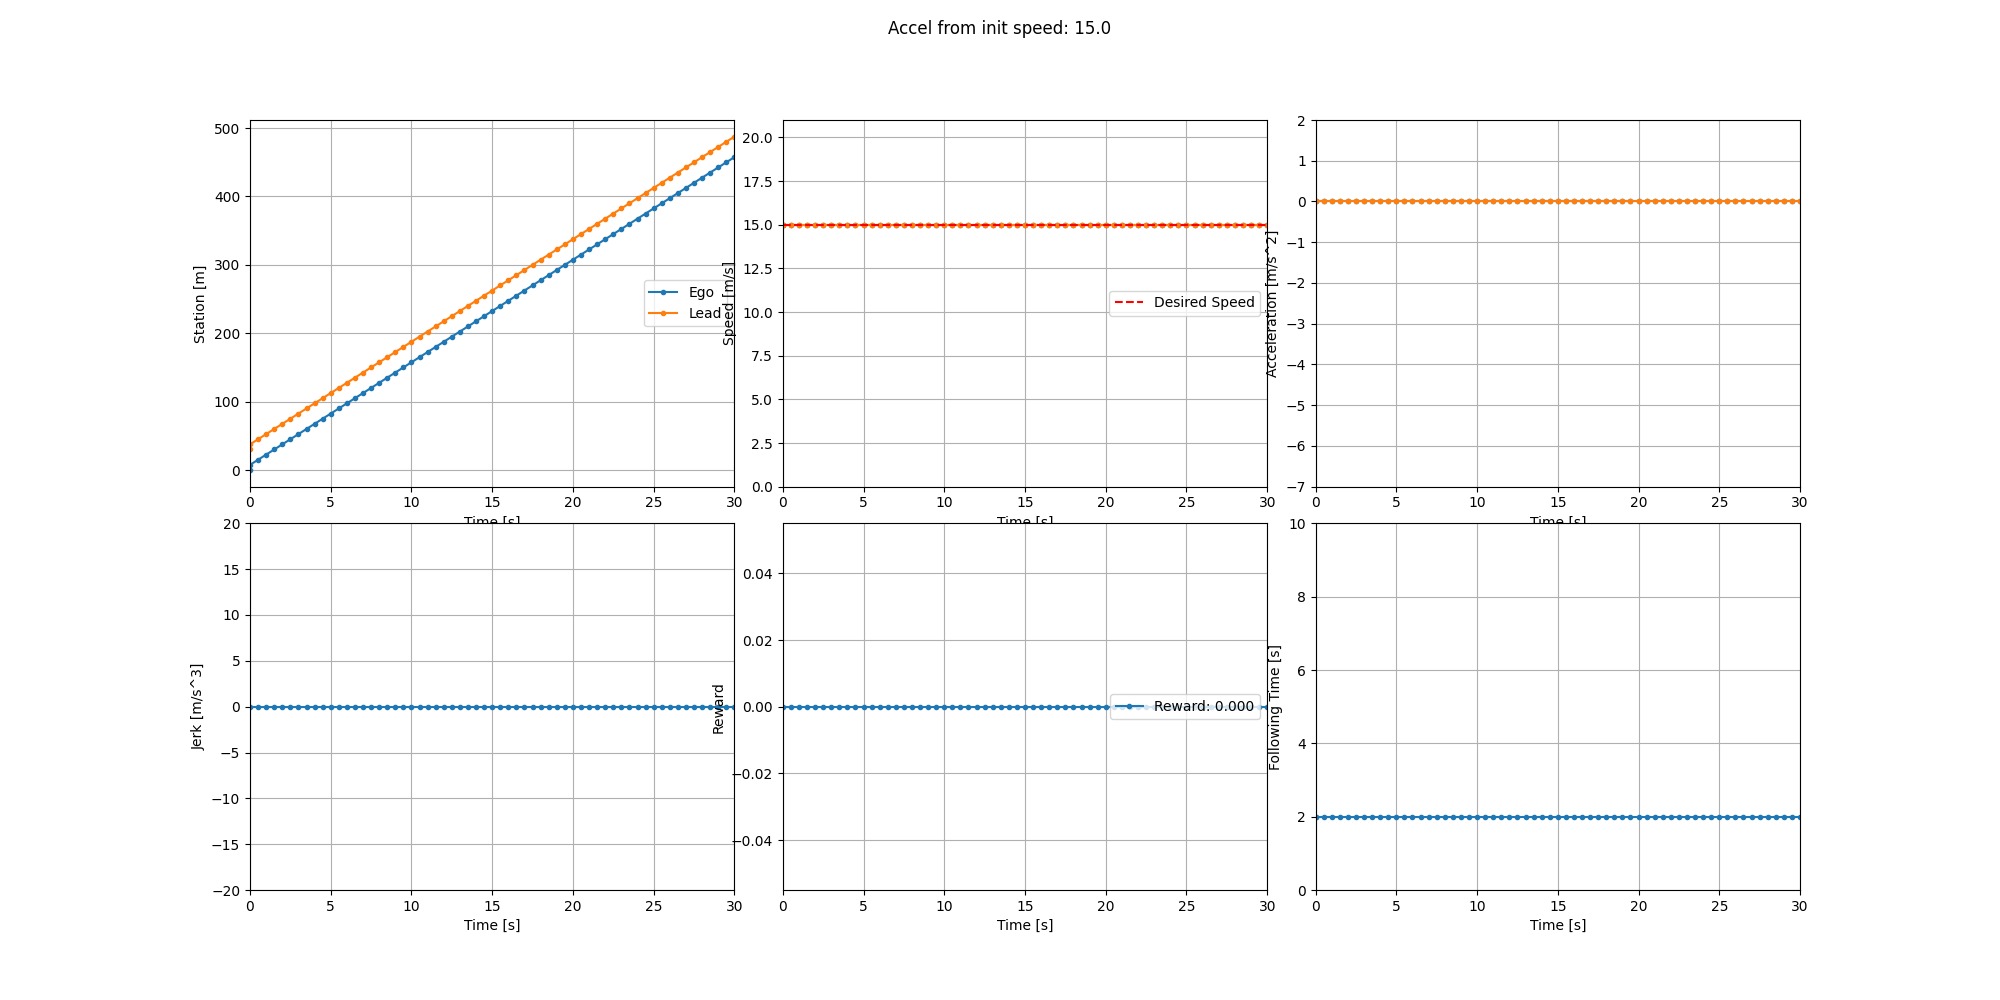 Accel from init speed: 15.0
500
400
300
200
100
0
Station [m]
Ego
Lead
0 5 10 15 20 25 30
Time [s]
20.0
17.5
15.0
12.5
10.0
7.5
5.0
2.5
0.0
Speed [m/s]
Desired Speed
0 5 10 15 20 25 30
Time [s]
2
1
0
−1
−2
−3
−4
−5
−6
−7
Acceleration [m/s^2]
0 5 10 15 20 25 30
Time [s]
20
15
10
5
0
−5
−10
−15
−20
Jerk [m/s^3]
0 5 10 15 20 25 30
Time [s]
0.04
0.02
0.00
−0.02
−0.04
Reward
Reward: 0.000
0 5 10 15 20 25 30
Time [s]
10
8
6
4
2
0
Following Time [s]
0 5 10 15 20 25 30
Time [s]